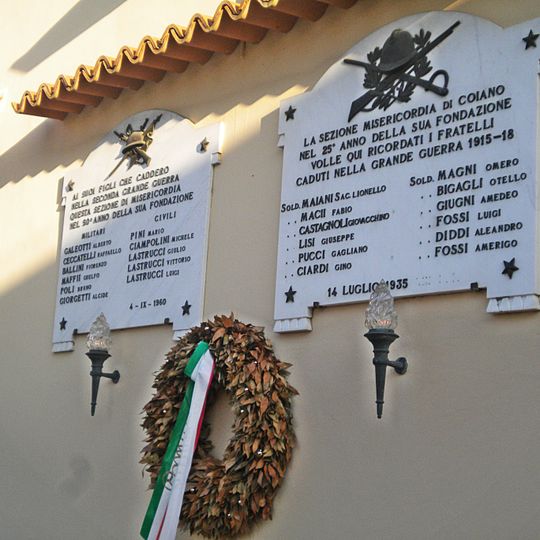 AI SUOI FIGLI CHE CADDERO
NELLA SECONDA GRANDE GUERRA
QUESTA SEZIONE DI MISERICORDIA
NEL 50° ANNO DELLA SUA FONDAZIONE
MILITARI
GALEOTTI ALBERTO
CECCATELLI RAFFAELLO
BALLINI FIORENZO
MAFFII GHILFO
POLI BRUNO
GIORGETTI ALCIDE
CIVILI
PINI MARIO
CIAMPOLINI MICHELE
LASTRUCCI GIULIO
LASTRUCCI VITTORIO
LASTRUCCI LUIGI
4-IX-1960
LA SEZIONE MISERICORDIA DI COIANO
NEL 25° ANNO DELLA SUA FONDAZIONE
VOLLE QUI RICORDATI I FRATELLI
CADUTI NELLA GRANDE GUERRA 1915-18
SOLD. MAIANI SAC. LIONELLO
" MACII FABIO
" CASTAGNOLI GIOVACCHINO
" LISI GIUSEPPE
" PUCCI GAGLIANO
" CIARDI GINO
SOLD. MAGNI OMERO
" BIGAGLI OTELLO
" GIUGNI AMEDEO
" FOSSI LUIGI
" DIDDI ALEANDRO
" FOSSI AMERIGO
14 LUGLIO 1935